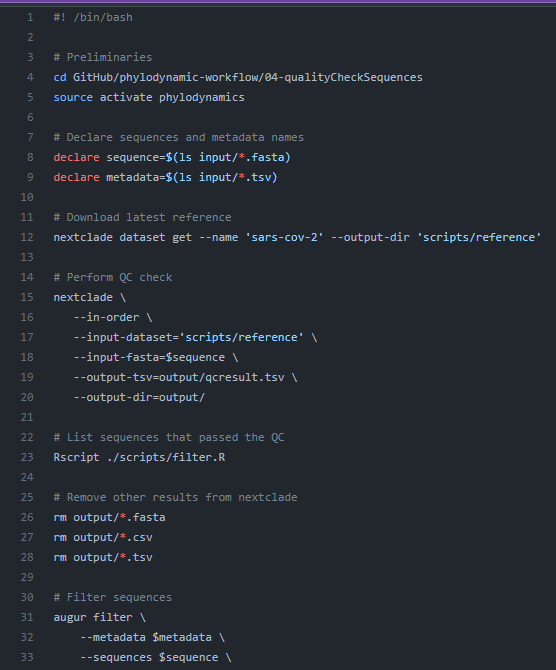 1 #! /bin/bash
2
3 # Preliminaries
4 cd GitHub/phylodynamic-workflow/04-qualityCheckSequences
5 source activate phylodynamics
6
7 # Declare sequences and metadata names
8 declare sequence=$(ls input/*.fasta)
9 declare metadata=$(ls input/*.tsv)
10
11 # Download latest reference
12 nextclade dataset get --name 'sars-cov-2' --output-dir 'scripts/reference'
13
14 # Perform QC check
15 nextclade \
16    --in-order \
17    --input-dataset='scripts/reference' \
18    --input-fasta=$sequence \
19    --output-tsv=output/qcresult.tsv \
20    --output-dir=output/
21
22 # List sequences that passed the QC
23 Rscript ./scripts/filter.R
24
25 # Remove other results from nextclade
26 rm output/*.fasta
27 rm output/*.csv
28 rm output/*.tsv
29
30 # Filter sequences
31 augur filter \
32     --metadata $metadata \
33     --sequences $sequence \